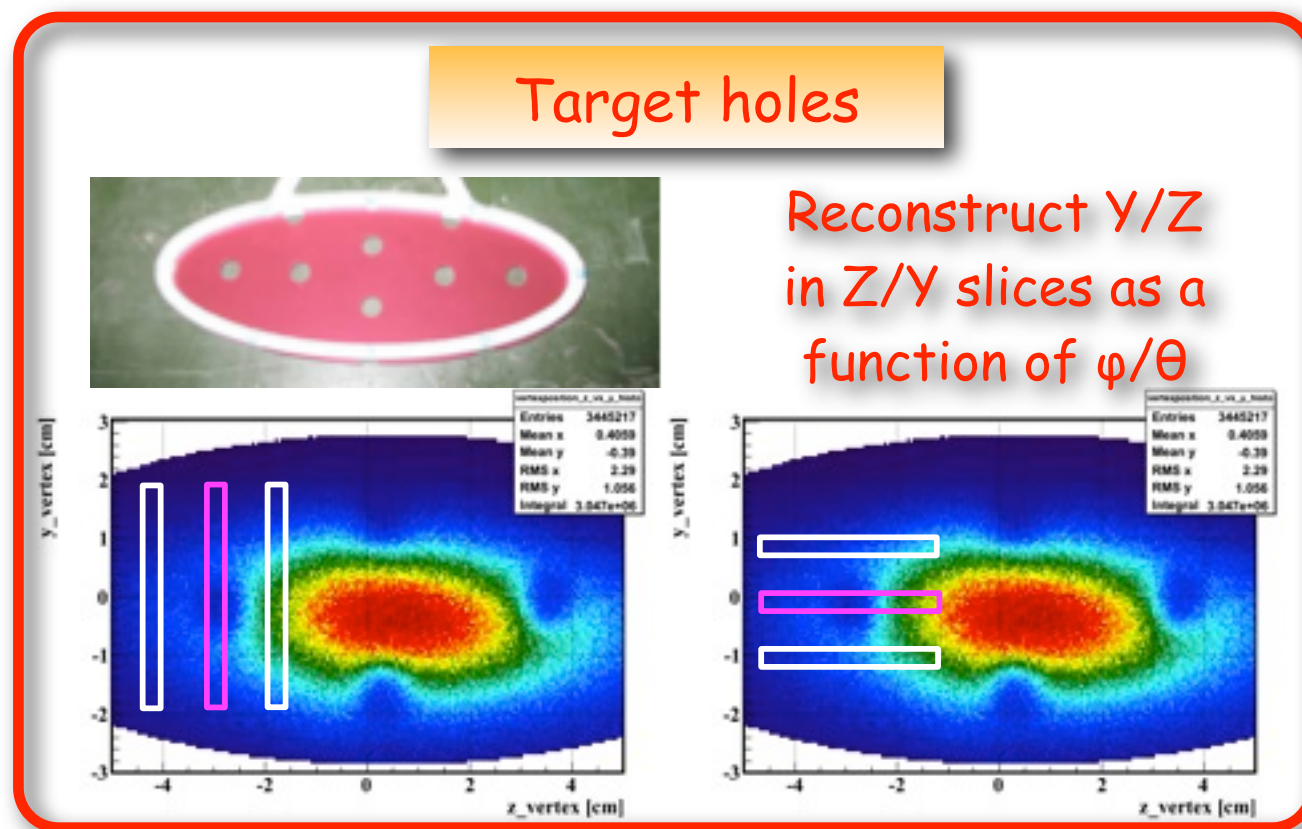 Target holes
Reconstruct Y/Z
in Z/Y slices as a
function of φ/θ
Entries 3445217
Mean x 0.4059
Mean y -0.39
RMS x 2.29
RMS y 1.056
Integral 3.047e+06
y_vertex [cm]
3
2
1
0
-1
-2
-3
-4
-2
0
2
4
z_vertex [cm]
Entries 3445217
Mean x 0.4059
Mean y -0.39
RMS x 2.29
RMS y 1.056
Integral 3.047e+06
y_vertex [cm]
3
2
1
0
-1
-2
-3
-4
-2
0
2
4
z_vertex [cm]